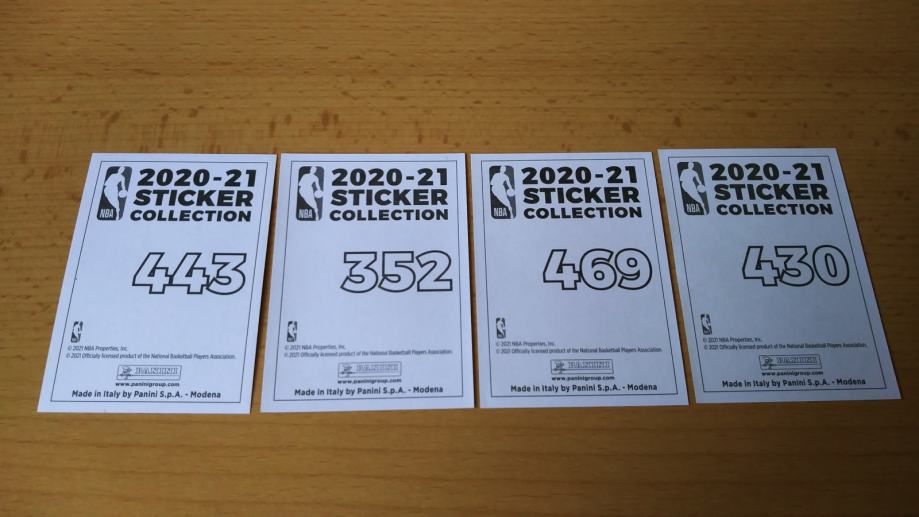 2020-21
STICKER
COLLECTION
NBA
443
© 2021 NBA Properties, Inc.
© 2021 Officially licensed product of the National Basketball Players Association.
PANINI
www.paninigroup.com
Made in Italy by Panini S.p.A. - Modena
2020-21
STICKER
COLLECTION
NBA
352
© 2021 NBA Properties, Inc.
© 2021 Officially licensed product of the National Basketball Players Association.
PANINI
www.paninigroup.com
Made in Italy by Panini S.p.A. - Modena
2020-21
STICKER
COLLECTION
NBA
469
© 2021 NBA Properties, Inc.
© 2021 Officially licensed product of the National Basketball Players Association.
PANINI
www.paninigroup.com
Made in Italy by Panini S.p.A. - Modena
2020-21
STICKER
COLLECTION
NBA
430
© 2021 NBA Properties, Inc.
© 2021 Officially licensed product of the National Basketball Players Association.
PANINI
www.paninigroup.com
Made in Italy by Panini S.p.A. - Modena